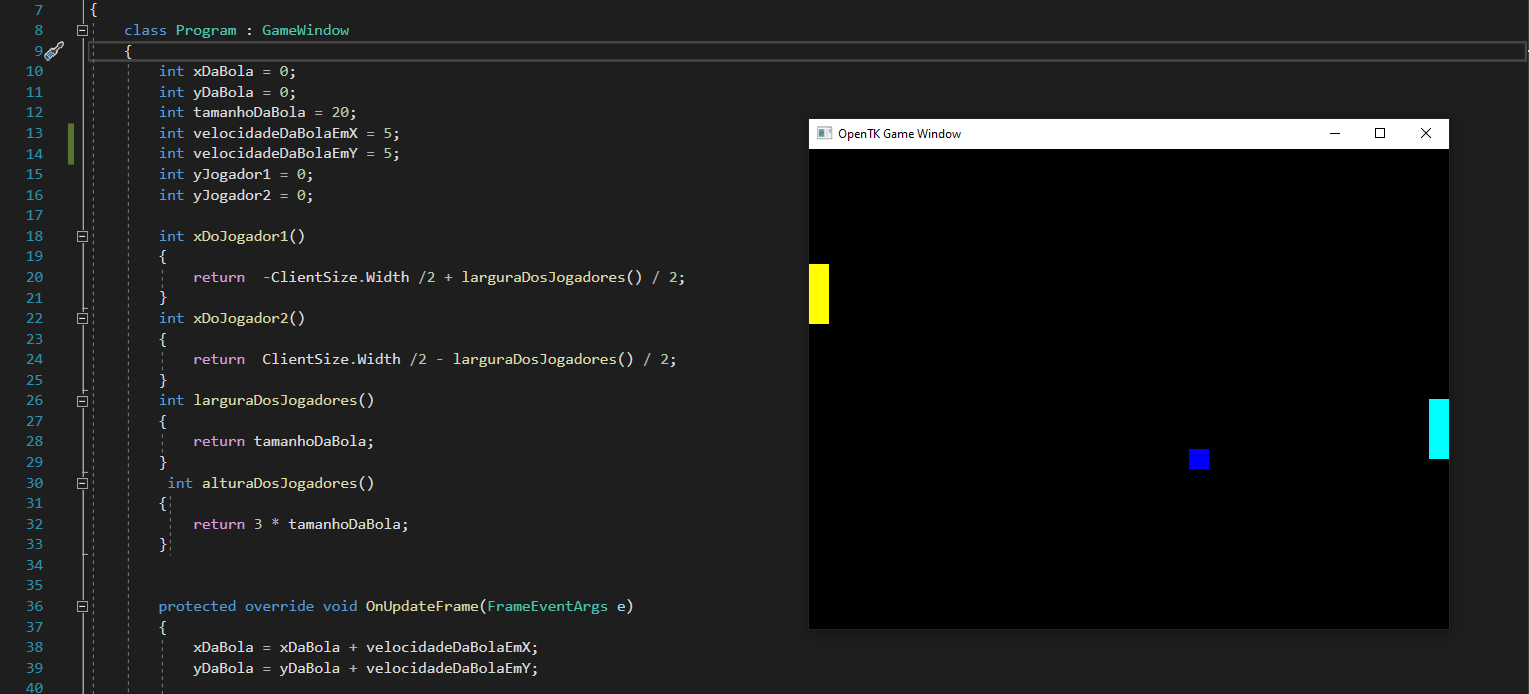 7 {
8 class Program : GameWindow
9 {
10 int xDaBola = 0;
11 int yDaBola = 0;
12 int tamanhoDaBola = 20;
13 int velocidadeDaBolaEmX = 5;
14 int velocidadeDaBolaEmY = 5;
15 int yJogador1 = 0;
16 int yJogador2 = 0;
17
18 int xDoJogador1()
19 {
20 return  -ClientSize.Width /2 + larguraDosJogadores() / 2;
21 }
22 int xDoJogador2()
23 {
24 return  ClientSize.Width /2 - larguraDosJogadores() / 2;
25 }
26 int larguraDosJogadores()
27 {
28 return tamanhoDaBola;
29 }
30 int alturaDosJogadores()
31 {
32 return 3 * tamanhoDaBola;
33 }
34
35
36 protected override void OnUpdateFrame(FrameEventArgs e)
37 {
38 xDaBola = xDaBola + velocidadeDaBolaEmX;
39 yDaBola = yDaBola + velocidadeDaBolaEmY;
40
OpenTK Game Window